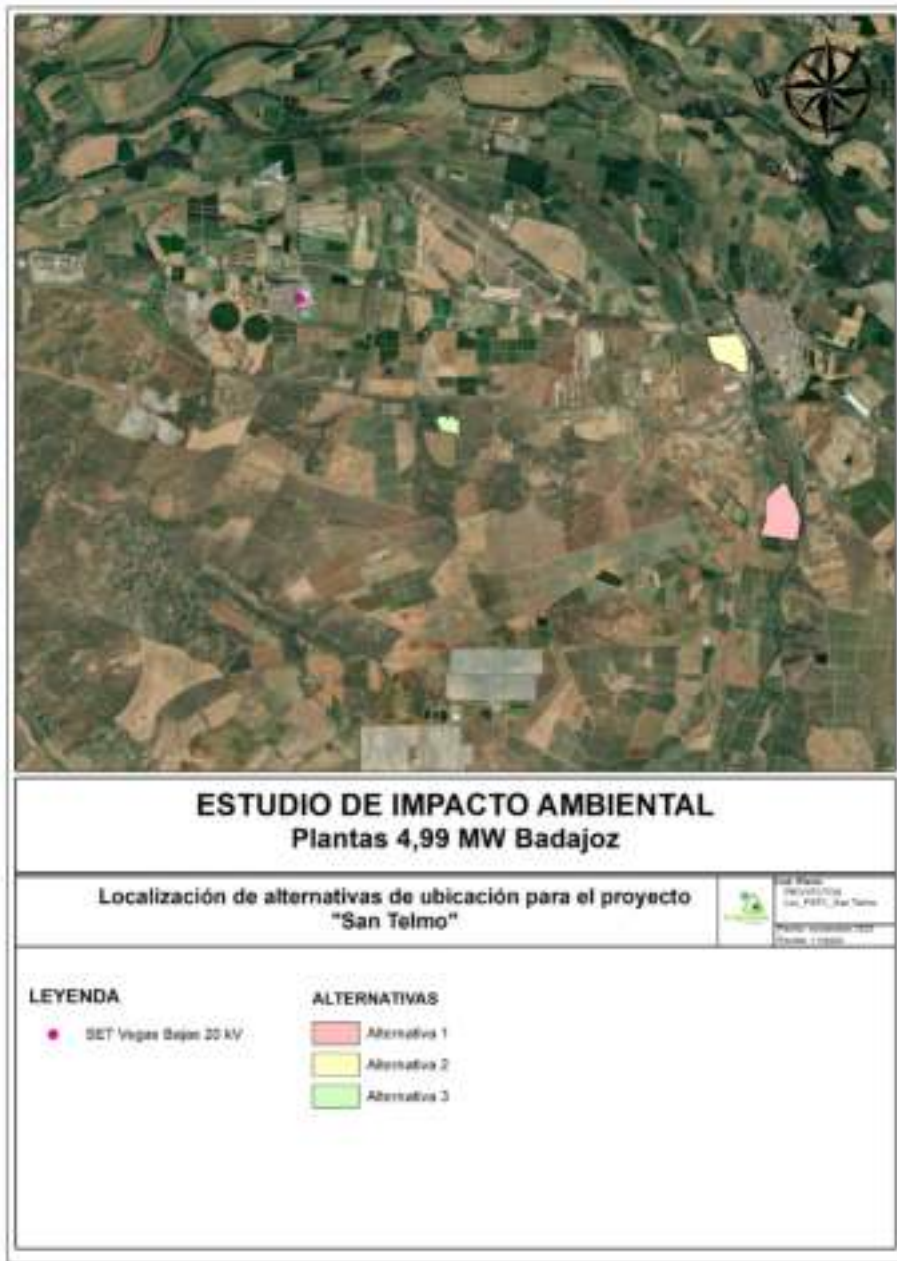 ESTUDIO DE IMPACTO AMBIENTAL
Plantas 4,99 MW Badajoz
Localización de alternativas de ubicación para el proyecto
"San Telmo"
LEYENDA
SET Vegas Bajas 20 kV
ALTERNATIVAS
Alternativa 1
Alternativa 2
Alternativa 3